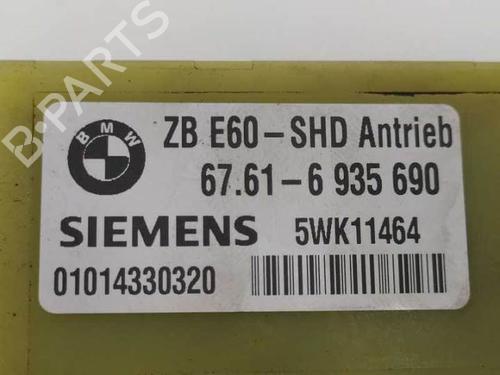 BMW
ZB E60-SHD Antrieb
67.61-6 935 690
SIEMENS 5WK11464
01014330320
B-PARTS